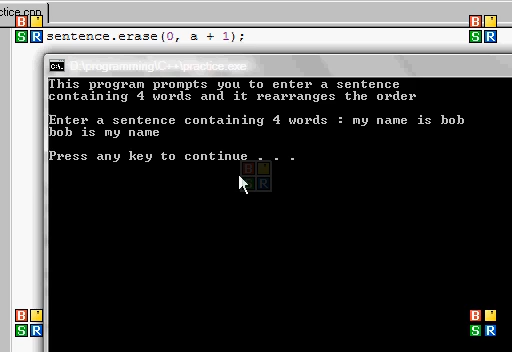 ctice.cpp
B '
S R
B '
S R
sentence.erase(0, a + 1);
D:\programming\C++\practice.exe
This program prompts you to enter a sentence
containing 4 words and it rearranges the order
Enter a sentence containing 4 words : my name is bob
bob is my name
Press any key to continue . . .
B '
S R
B '
S R
B '
S R